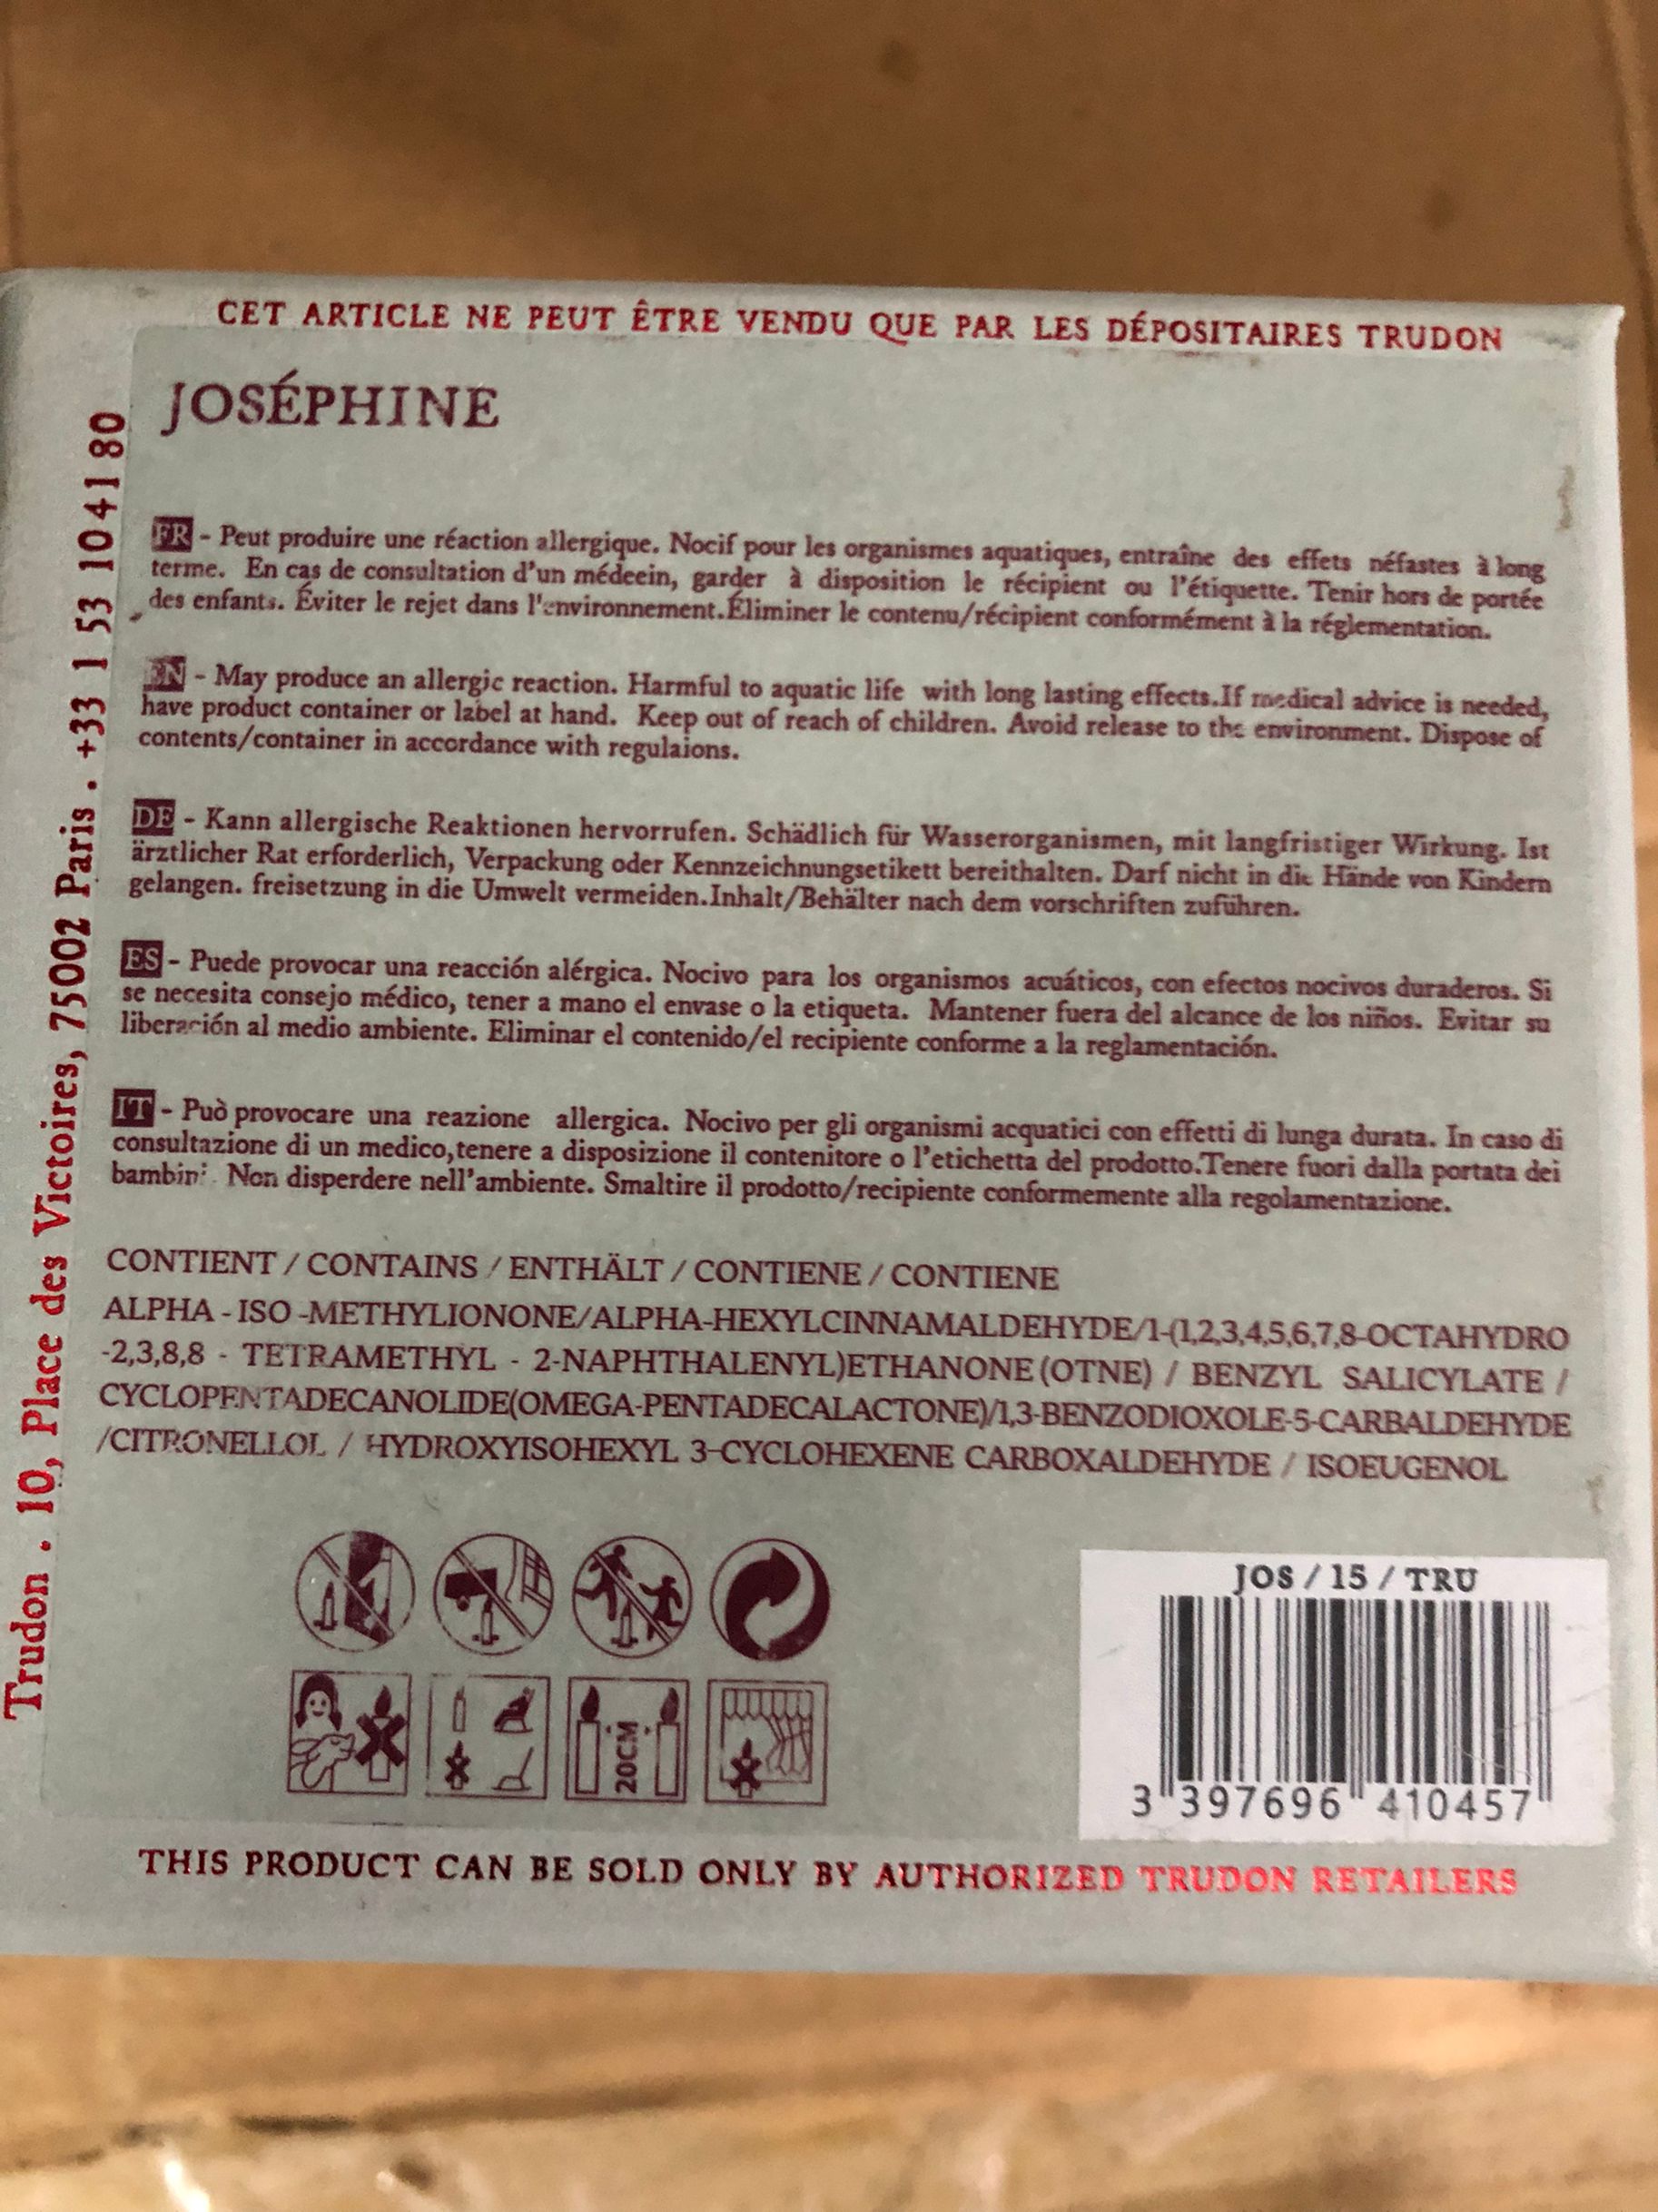 CET ARTICLE NE PEUT ÊTRE VENDU QUE PAR LES DÉPOSITAIRES TRUDON
JOSÉPHINE
FR - Peut produire une réaction allergique. Nocif pour les organismes aquatiques, entraîne des effets néfastes à long
terme. En cas de consultation d'un médecin, garder à disposition le récipient ou l'étiquette. Tenir hors de portée
des enfants. Éviter le rejet dans l'environnement.Éliminer le contenu/récipient conformément à la réglementation.
EN - May produce an allergic reaction. Harmful to aquatic life with long lasting effects.If medical advice is needed,
have product container or label at hand. Keep out of reach of children. Avoid release to the environment. Dispose of
contents/container in accordance with regulaions.
DE - Kann allergische Reaktionen hervorrufen. Schädlich für Wasserorganismen, mit langfristiger Wirkung. Ist
ärztlicher Rat erforderlich, Verpackung oder Kennzeichnungsetikett bereithalten. Darf nicht in die Hände von Kindern
gelangen. freisetzung in die Umwelt vermeiden.Inhalt/Behälter nach dem vorschriften zuführen.
ES - Puede provocar una reacción alérgica. Nocivo para los organismos acuáticos, con efectos nocivos duraderos. Si
se necesita consejo médico, tener a mano el envase o la etiqueta. Mantener fuera del alcance de los niños. Evitar su
liberación al medio ambiente. Eliminar el contenido/el recipiente conforme a la reglamentación.
IT - Può provocare una reazione allergica. Nocivo per gli organismi acquatici con effetti di lunga durata. In caso di
consultazione di un medico,tenere a disposizione il contenitore o l'etichetta del prodotto.Tenere fuori dalla portata dei
bambini. Non disperdere nell'ambiente. Smaltire il prodotto/recipiente conformemente alla regolamentazione.
CONTIENT / CONTAINS / ENTHÄLT / CONTIENE / CONTIENE
ALPHA - ISO -METHYLIONONE/ALPHA-HEXYLCINNAMALDEHYDE/1-(1,2,3,4,5,6,7,8-OCTAHYDRO
-2,3,8,8 - TETRAMETHYL - 2-NAPHTHALENYL)ETHANONE (OTNE) / BENZYL SALICYLATE /
CYCLOPENTADECANOLIDE(OMEGA-PENTADECALACTONE)/1,3-BENZODIOXOLE-5-CARBALDEHYDE
/CITRONELLOL / HYDROXYISOHEXYL 3-CYCLOHEXENE CARBOXALDEHYDE / ISOEUGENOL
20CM
JOS / 15 / TRU
3 397696 410457
THIS PRODUCT CAN BE SOLD ONLY BY AUTHORIZED TRUDON RETAILERS
Trudon . 10, Place des Victoires, 75002 Paris . +33 1 53 10 41 80